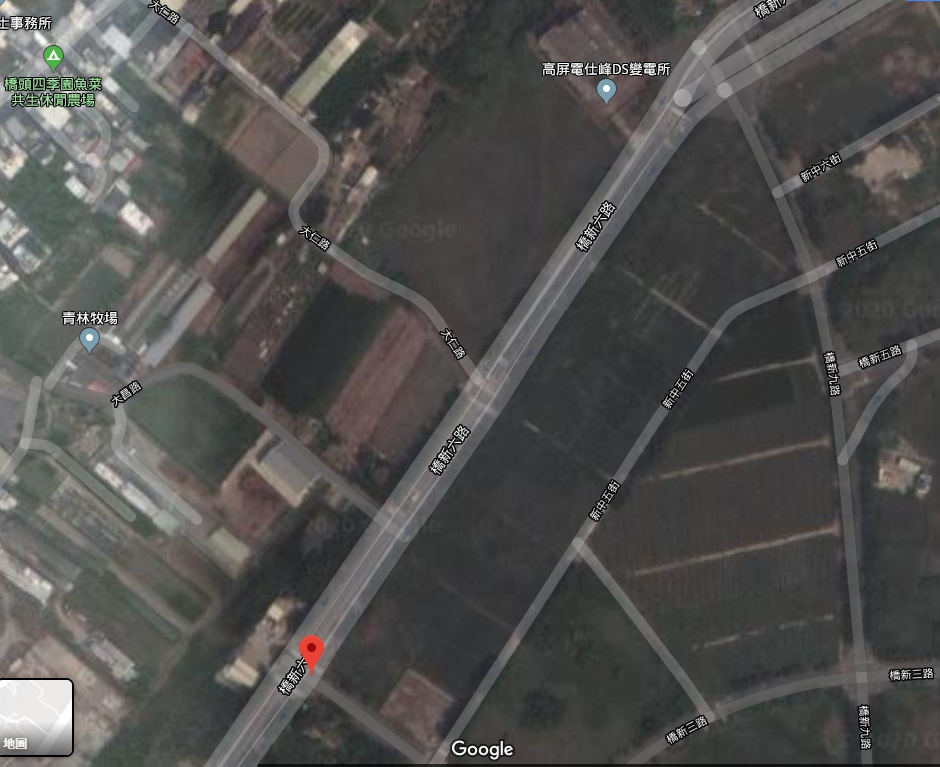 士事務所
大仁路
橋新六
橋頭四季園魚菜
共生休閒農場
高屏電仕峰DS變電所
新中六街
橋新六路
大仁路
新中五街
青林牧場
大仁路
橋新五路
橋新九路
大昌路
新中五街
橋新六路
新中五街
橋新六
橋新三路
橋新三路
橋新九路
地圖
Google